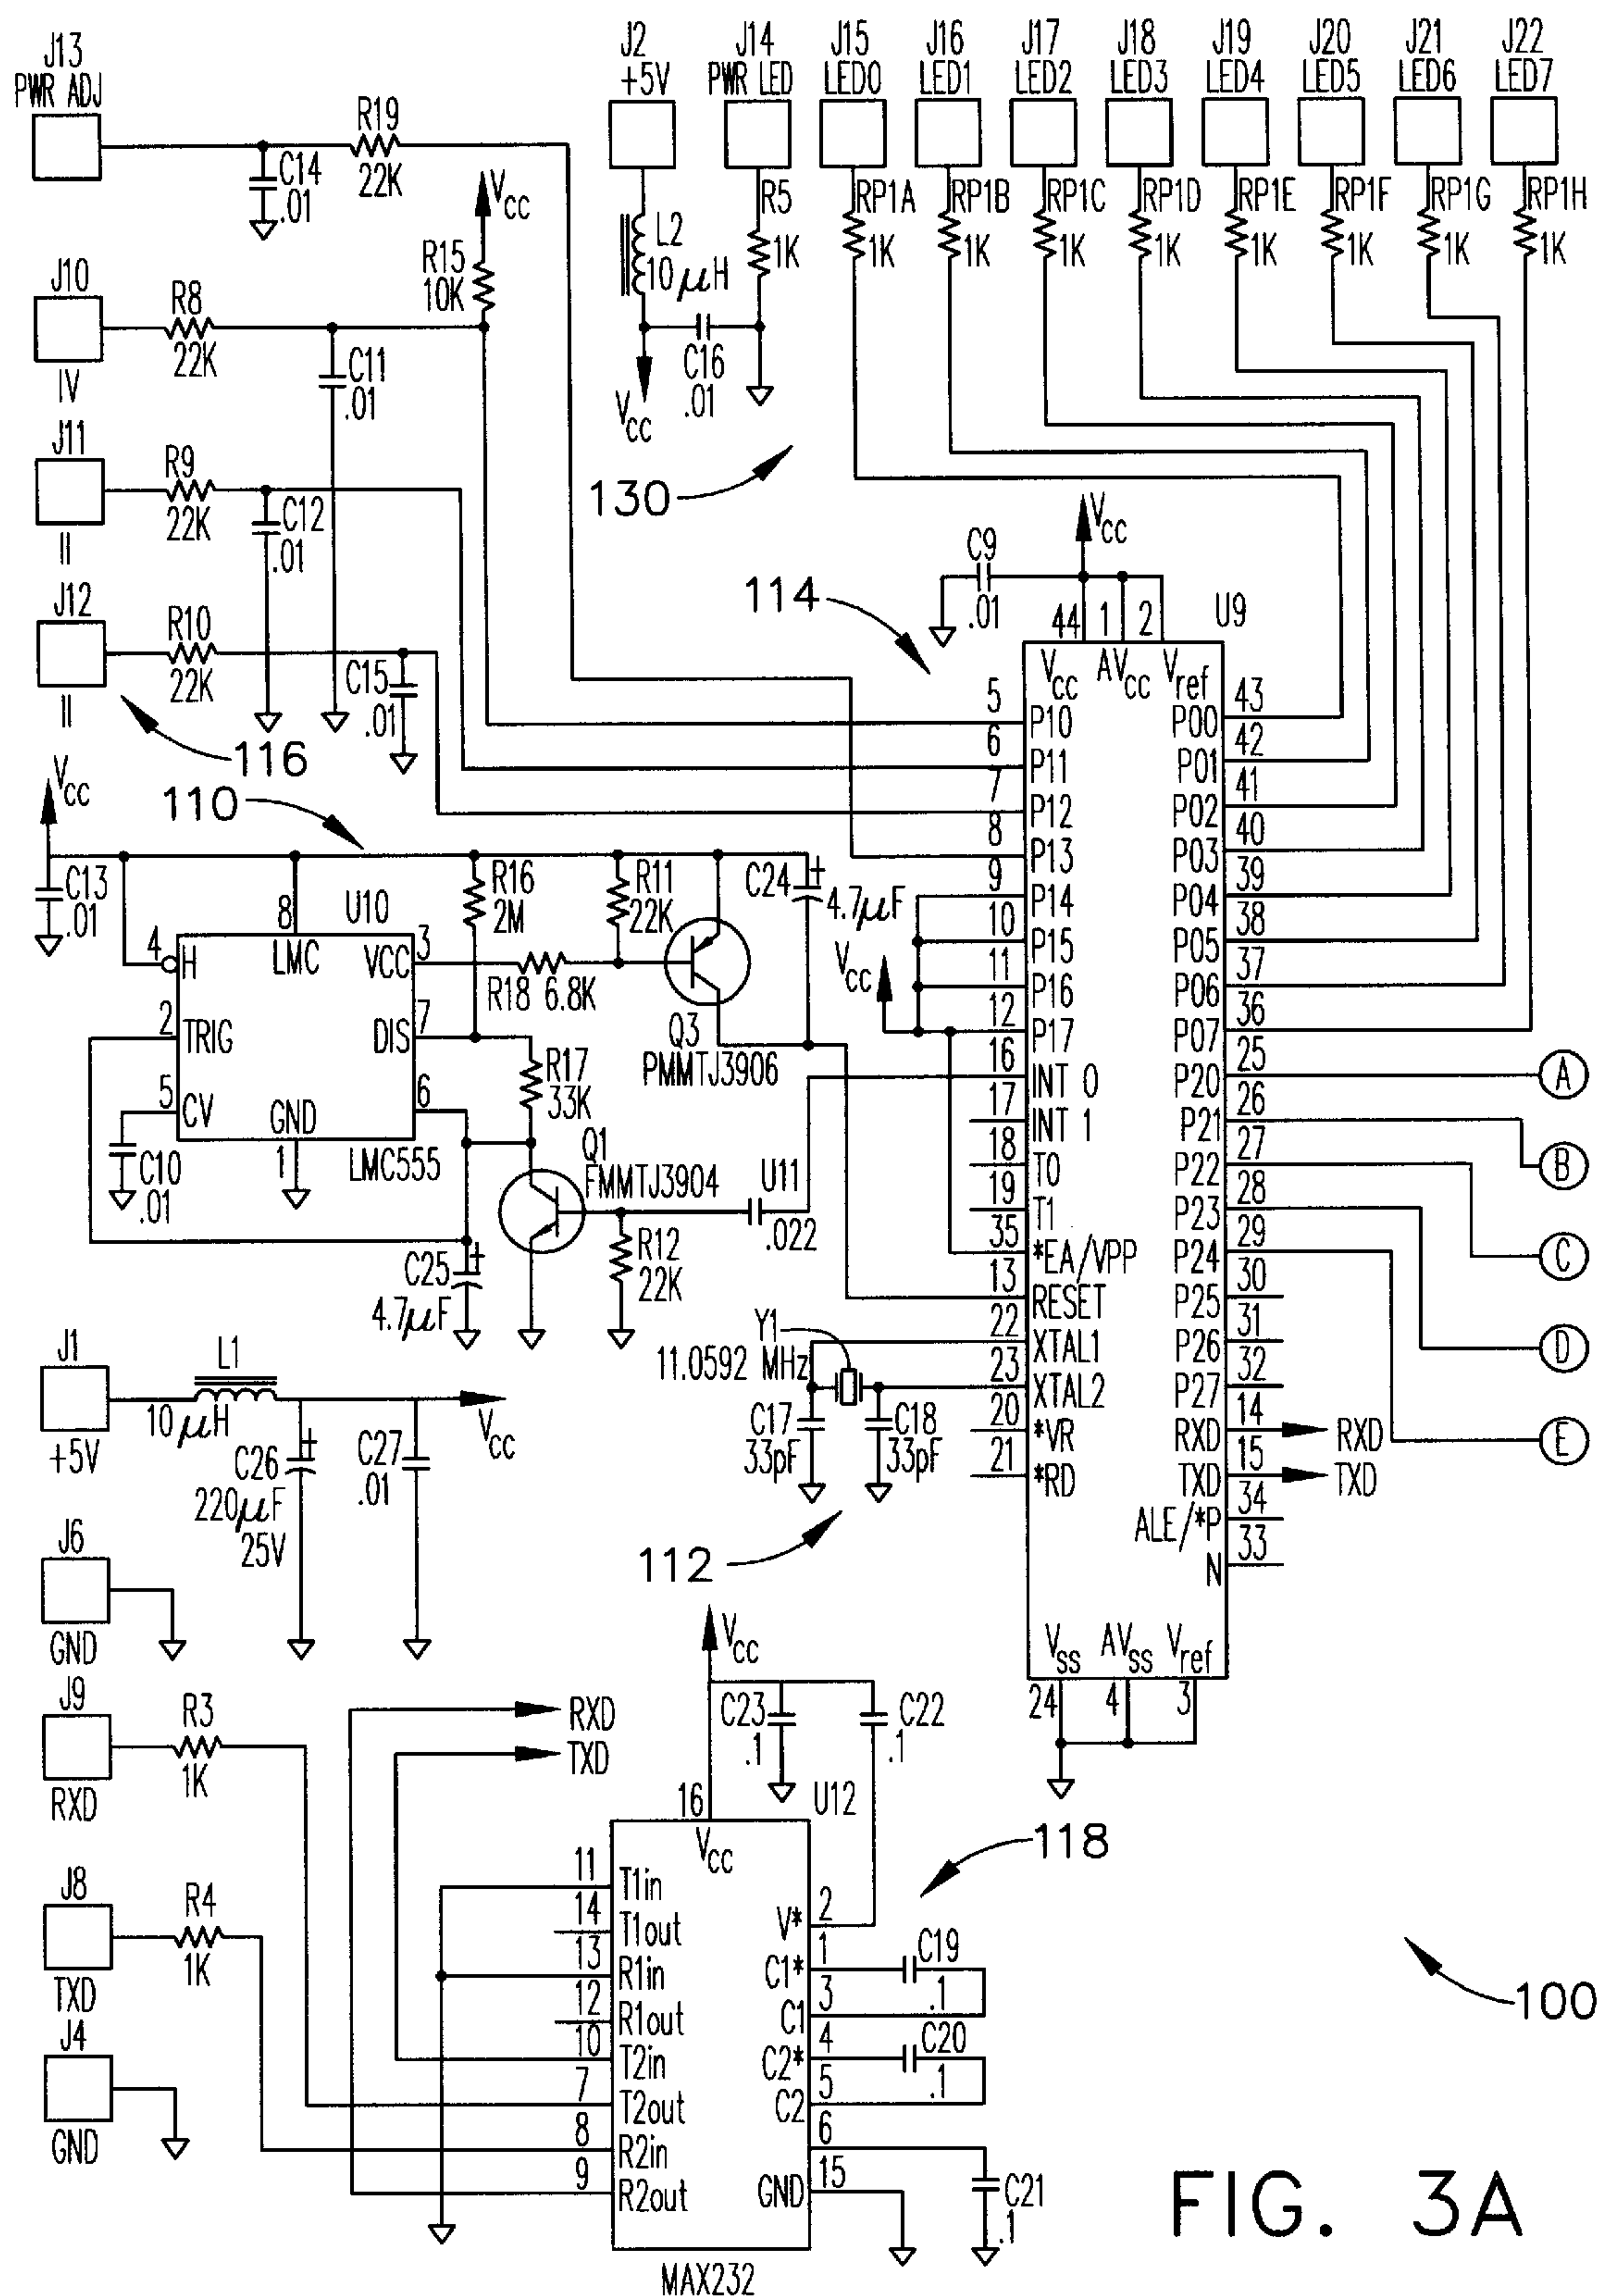 J13
PWR ADJ
C14
.01
R19
22K
J2
+5V
J14
PWR LED
J15
LED0
J16
LED1
J17
LED2
J18
LED3
J19
LED4
J20
LED5
J21
LED6
J22
LED7
VCC
R15
10K
L2
10 μH
R5
1K
RP1A
1K
RP1B
1K
RP1C
1K
RP1D
1K
RP1E
1K
RP1F
1K
RP1G
1K
RP1H
1K
J10
IV
R8
22K
C11
.01
C16
.01
VCC
J11
II
R9
22K
C12
.01
130
J12
II
R10
22K
C15
.01
116
114
C9
.01
VCC
U9
44
1
2
VCC
AVCC
Vref
5
P10
6
P11
7
P12
8
P13
9
P14
10
P15
11
P16
12
P17
16
INT 0
17
INT 1
18
T0
19
T1
35
*EA/VPP
13
RESET
22
XTAL1
23
XTAL2
20
*VR
21
*RD
P00
43
P01
42
P02
41
P03
40
P04
39
P05
38
P06
37
P07
36
P20
25
A
P21
26
B
P22
27
C
P23
28
D
P24
29
E
P25
30
P26
31
P27
32
RXD
14
RXD
TXD
15
TXD
ALE/*P
34
N
33
VSS
AVSS
Vref
24
4
3
VCC
110
C13
.01
4
8
U10
H
LMC
VCC
3
2
TRIG
DIS
7
5
CV
GND
6
1
LMC555
C10
.01
R16
2M
R11
22K
R18 6.8K
C24
4.7μF
+
Q3
PMMTJ3906
VCC
R17
33K
Q1
FMMTJ3904
U11
.022
R12
22K
C25
4.7μF
+
Y1
11.0592 MHz
C17
33pF
C18
33pF
112
J1
+5V
L1
10 μH
VCC
C26
220μF
25V
+
C27
.01
J6
GND
J9
RXD
R3
1K
RXD
TXD
J8
TXD
R4
1K
J4
GND
VCC
C23
.1
C22
.1
16
U12
VCC
118
11
T1in
14
T1out
13
R1in
12
R1out
10
T2in
7
T2out
8
R2in
9
R2out
V*
2
C1*
1
C1
3
C2*
4
C2
5
6
GND
15
C19
.1
C20
.1
C21
.1
MAX232
100
FIG. 3A